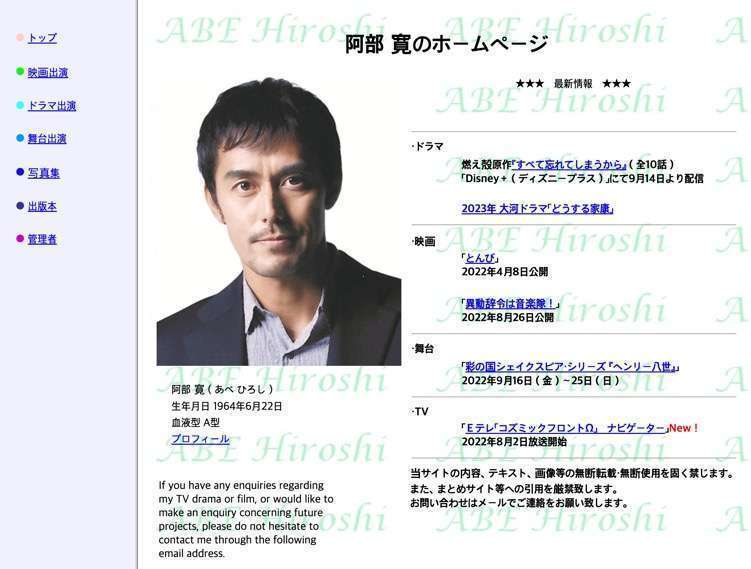 トップ
映画出演
ドラマ出演
舞台出演
写真集
出版本
管理者
阿部 寛のホームページ
ABE Hiroshi
阿部 寛 ( あべ ひろし )
生年月日 1964年6月22日
血液型 A型
プロフィール
If you have any enquiries regarding
my TV drama or film, or would like to
make an enquiry concerning future
projects, please do not hesitate to
contact me through the following
email address.
★★★ 最新情報 ★★★
･ドラマ
燃え殻原作『すべて忘れてしまうから』( 全10話 )
「Disney + ( ディズニープラス )」にて9月14日より配信
2023年 大河ドラマ「どうする家康」
･映画
「とんび」
2022年4月8日公開
「異動辞令は音楽隊！」
2022年8月26日公開
･舞台
「彩の国シェイクスピア･シリーズ 『ヘンリー八世』」
2022年9月16日 ( 金 ) ～25日 ( 日 )
･TV
「Ｅテレ「コズミックフロントΩ」 ナビゲーター」New！
2022年8月2日放送開始
当サイトの内容、テキスト、画像等の無断転載･無断使用を固く禁じます。
また、まとめサイト等への引用を厳禁致します。
お問い合わせはメールでご連絡をお願い致します。